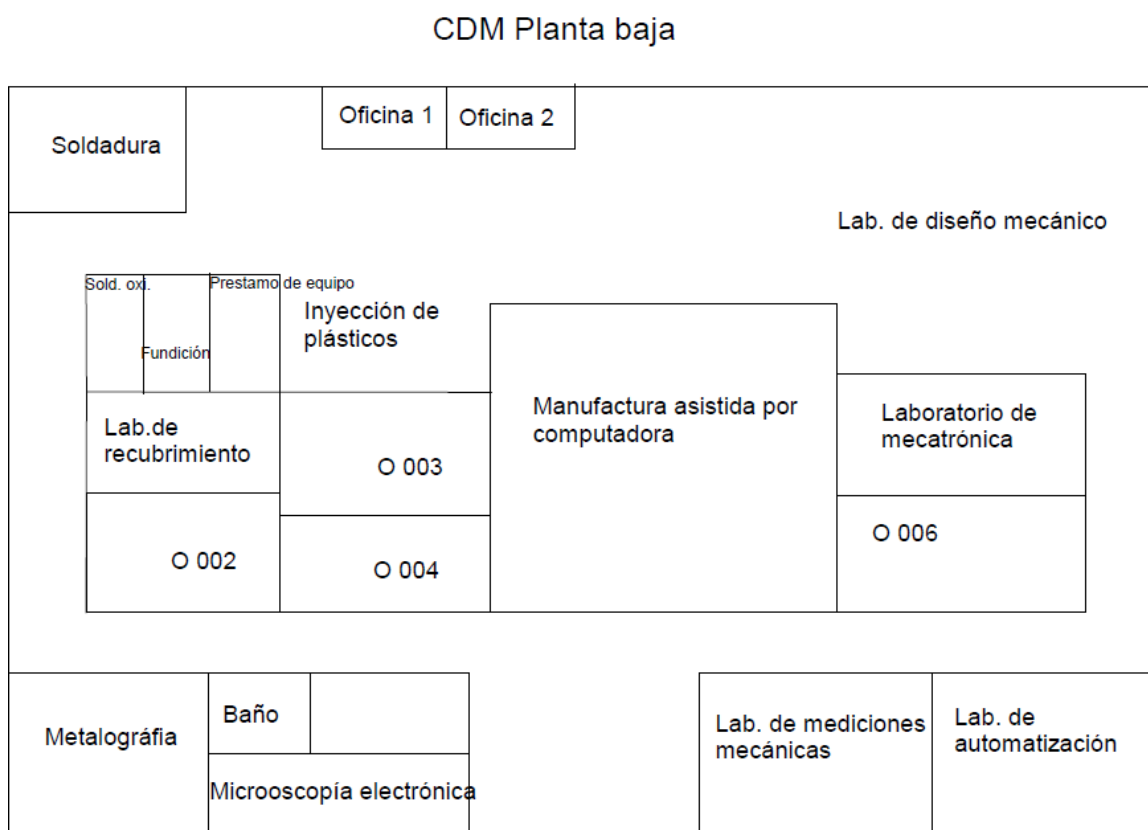 CDM Planta baja
Soldadura
Oficina 1
Oficina 2
Lab. de diseño mecánico
Sold. oxi.
Prestamo de equipo
Fundición
Inyección de
plásticos
Manufactura asistida por
computadora
Laboratorio de
mecatrónica
Lab.de
recubrimiento
O 003
O 002
O 004
O 006
Metalográfia
Baño
Microoscopía electrónica
Lab. de mediciones
mecánicas
Lab. de
automatización